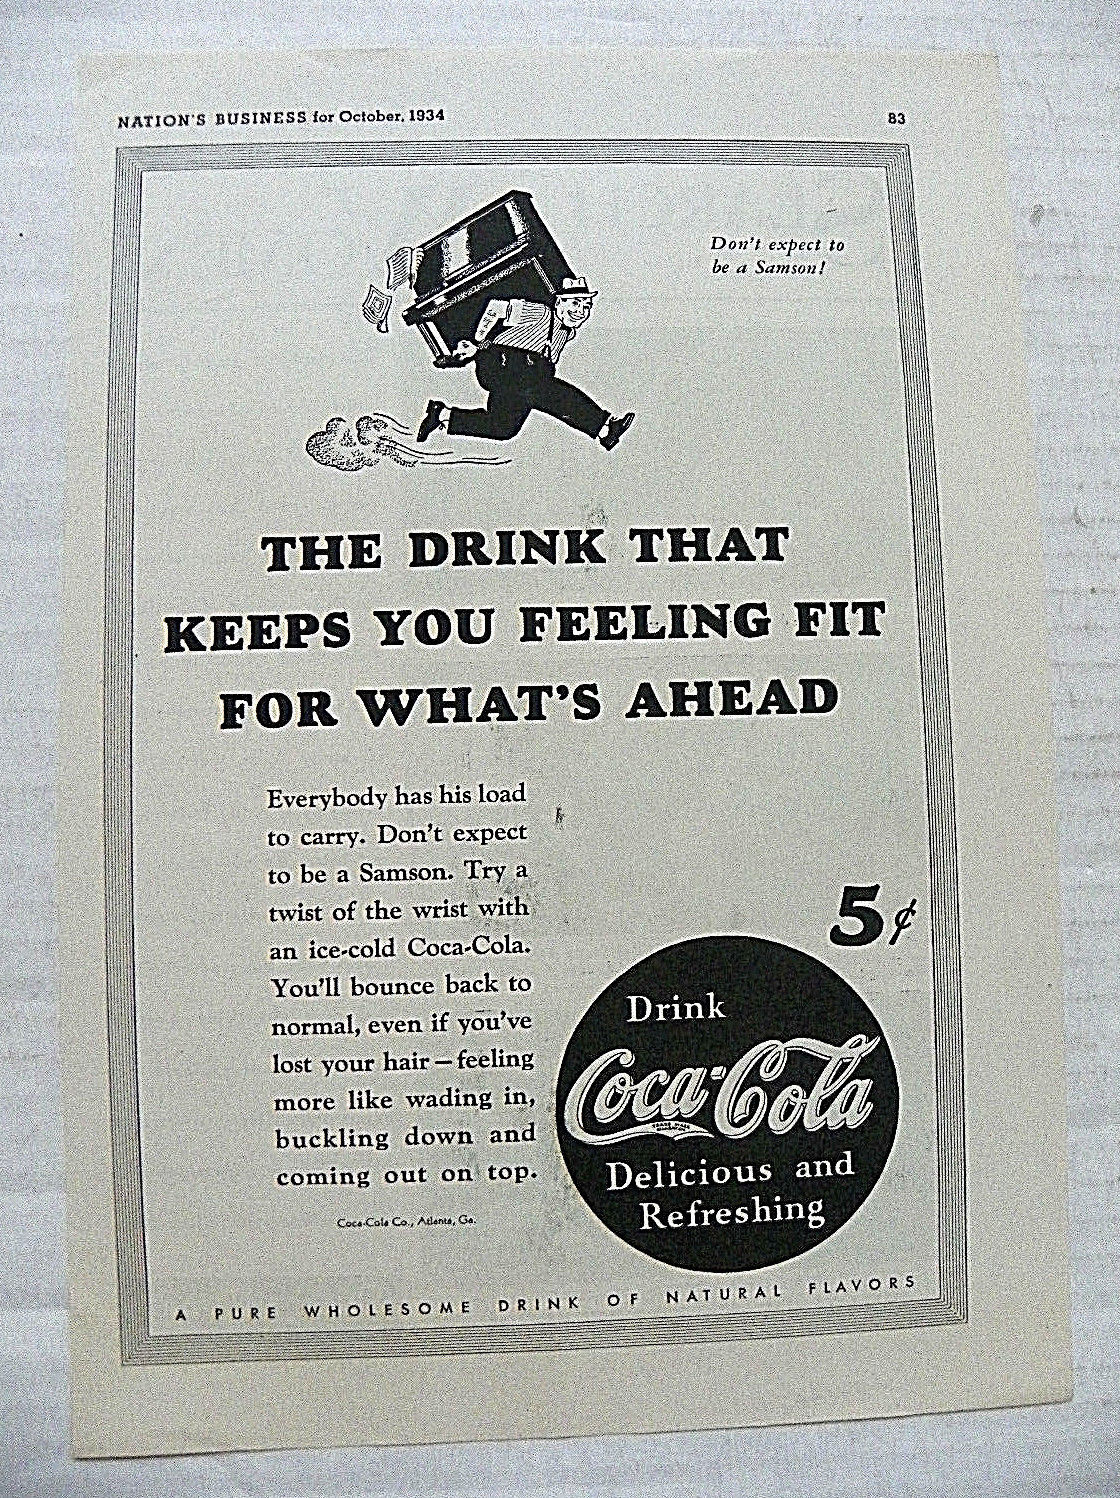 NATION'S BUSINESS for October, 1934
83
Don't expect to
be a Samson!
THE DRINK THAT
KEEPS YOU FEELING FIT
FOR WHAT'S AHEAD
Everybody has his load
to carry. Don't expect
to be a Samson. Try a
twist of the wrist with
an ice-cold Coca-Cola.
You'll bounce back to
normal, even if you've
lost your hair—feeling
more like wading in,
buckling down and
coming out on top.
Coca-Cola Co., Atlanta, Ga.
5¢
Drink
Coca-Cola
Delicious and
Refreshing
A PURE WHOLESOME DRINK OF NATURAL FLAVORS